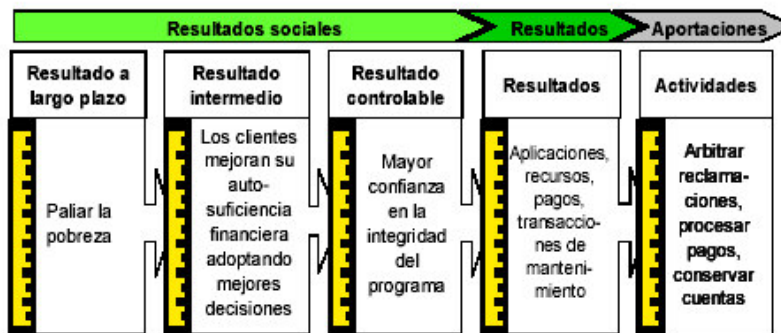 Resultados sociales
Resultados
Aportaciones
Resultado a
largo plazo
Paliar la
pobreza
Resultado
intermedio
Los clientes
mejoran su
auto-
suficiencia
financiera
adoptando
mejores
decisiones
Resultado
controlable
Mayor
confianza
en la
integridad
del
programa
Resultados
Aplicaciones,
recursos,
pagos,
transaccio-
nes de
manteni-
miento
Actividades
Arbitrar
reclama-
ciones,
procesar
pagos,
conservar
cuentas